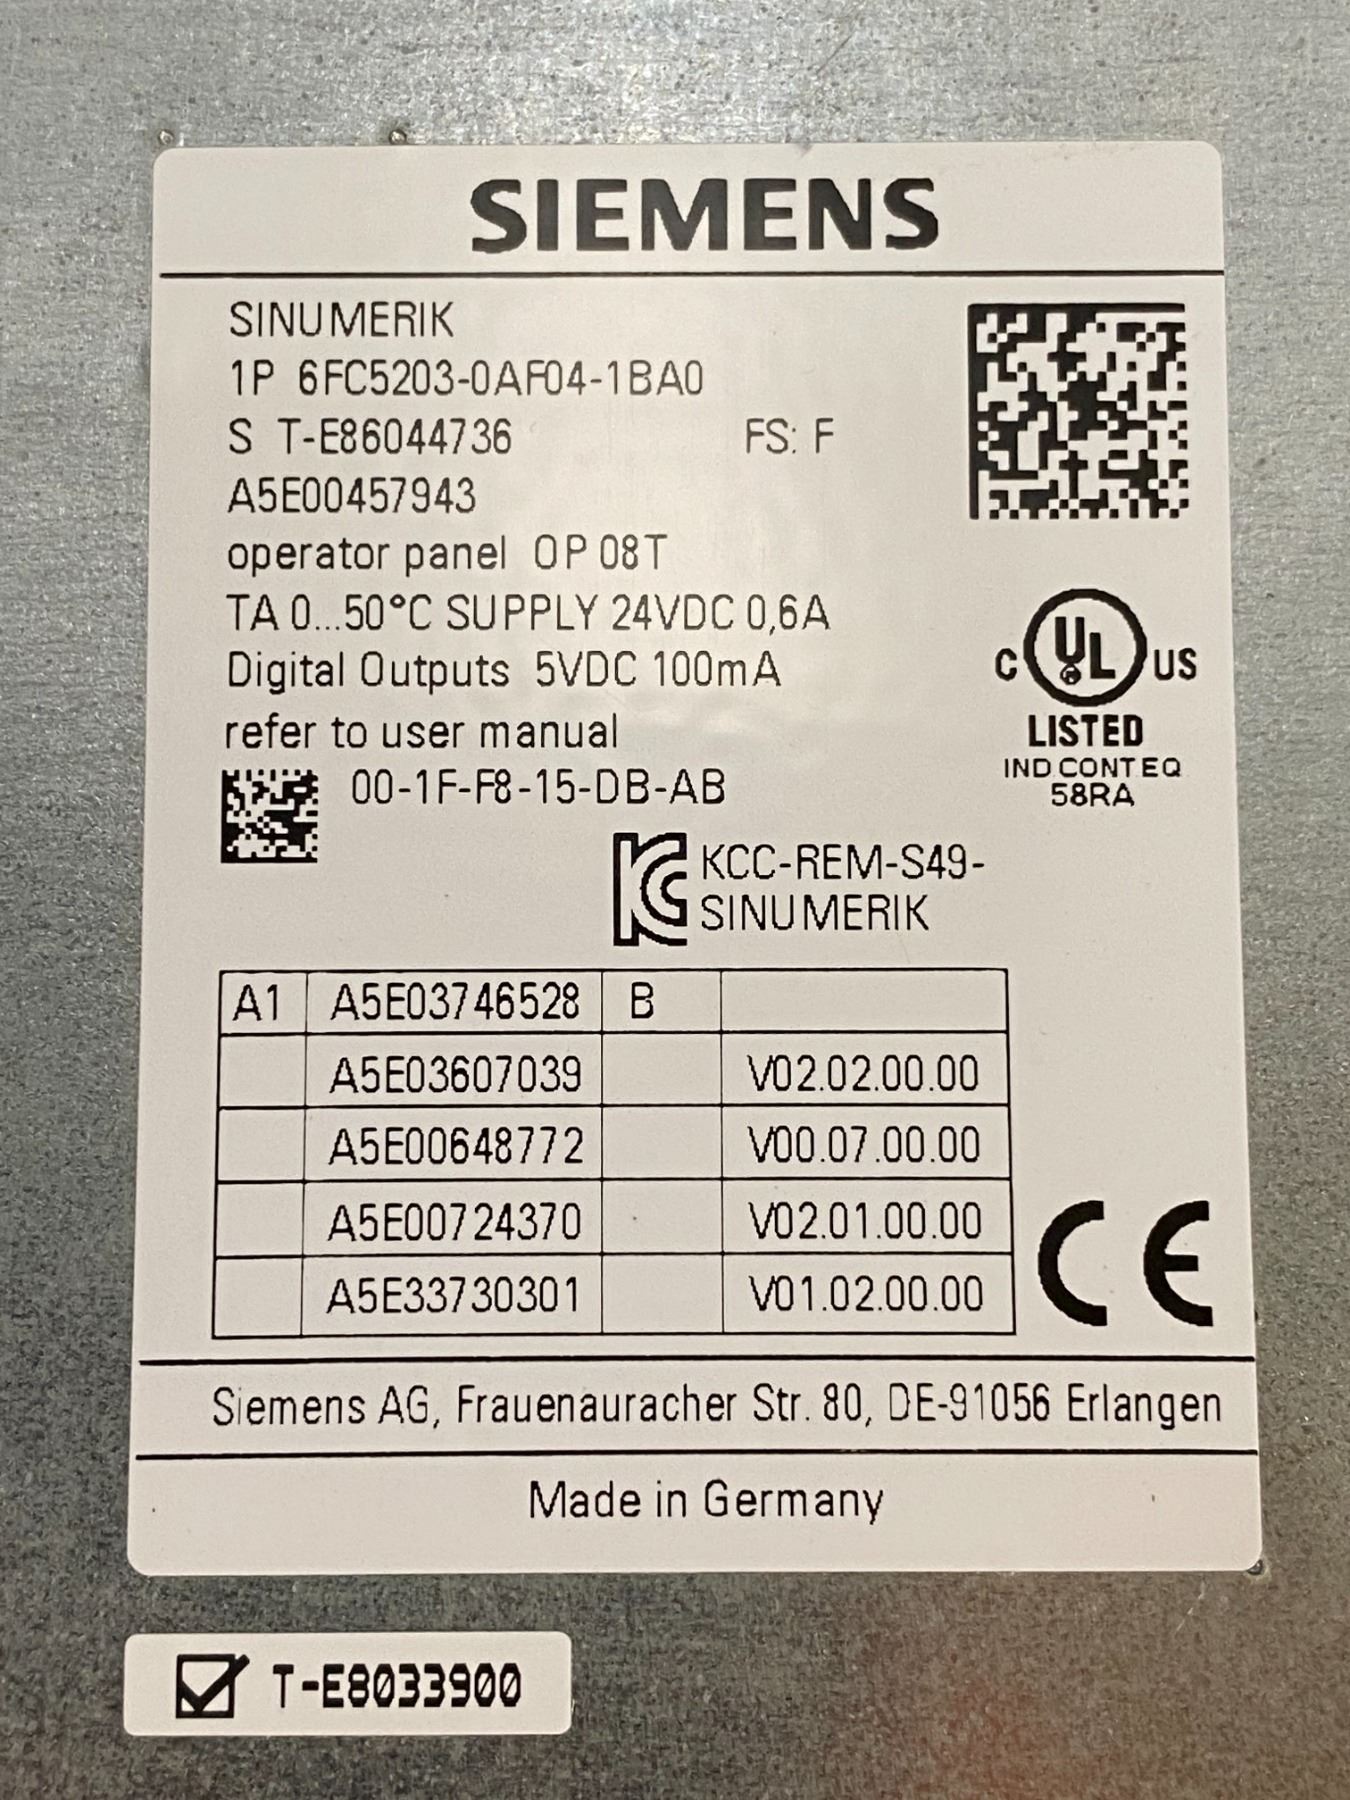 SIEMENS
SINUMERIK
1P 6FC5203-0AF04-1BA0
S T-E86044736 FS: F
A5E00457943
operator panel OP 08T
TA 0...50°C SUPPLY 24VDC 0,6A
Digital Outputs 5VDC 100mA
refer to user manual
00-1F-F8-15-DB-AB
C UL US
LISTED
IND.CONT.EQ
58RA
KCC-REM-S49-
SINUMERIK
A1 A5E03746528 B
A5E03607039 V02.02.00.00
A5E00648772 V00.07.00.00
A5E00724370 V02.01.00.00
A5E33730301 V01.02.00.00
CE
Siemens AG, Frauenauracher Str. 80, DE-91056 Erlangen
Made in Germany
T-E8033900